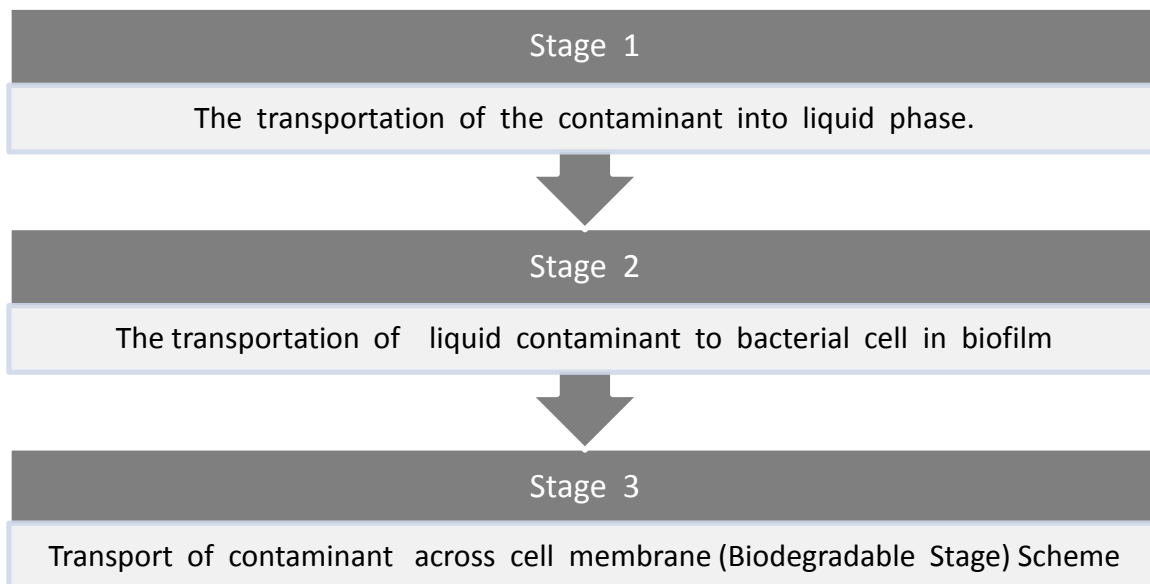 Stage 1
The transportation of the contaminant into liquid phase.
Stage 2
The transportation of liquid contaminant to bacterial cell in biofilm
Stage 3
Transport of contaminant across cell membrane (Biodegradable Stage) Scheme